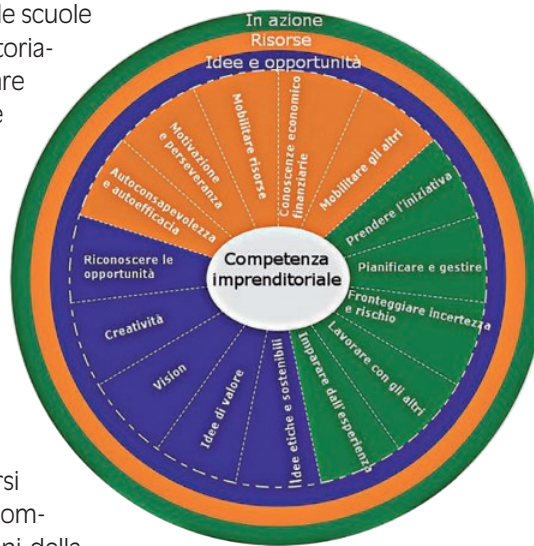 le scuole
toria-
are
e
rsi
om-
ni della
In azione
Risorse
Idee e opportunità
Autoconsapevolezza
e autoefficacia
Motivazione
e perseveranza
Mobilitare risorse
Conoscenze economico
finanziarie
Mobilitare gli altri
Prendere l'iniziativa
Pianificare e gestire
Fronteggiare incertezza
e rischio
Lavorare con gli altri
Imparare dall'esperienza
Idee etiche e sostenibili
Idee di valore
Vision
Creatività
Riconoscere le
opportunità
Competenza
imprenditoriale